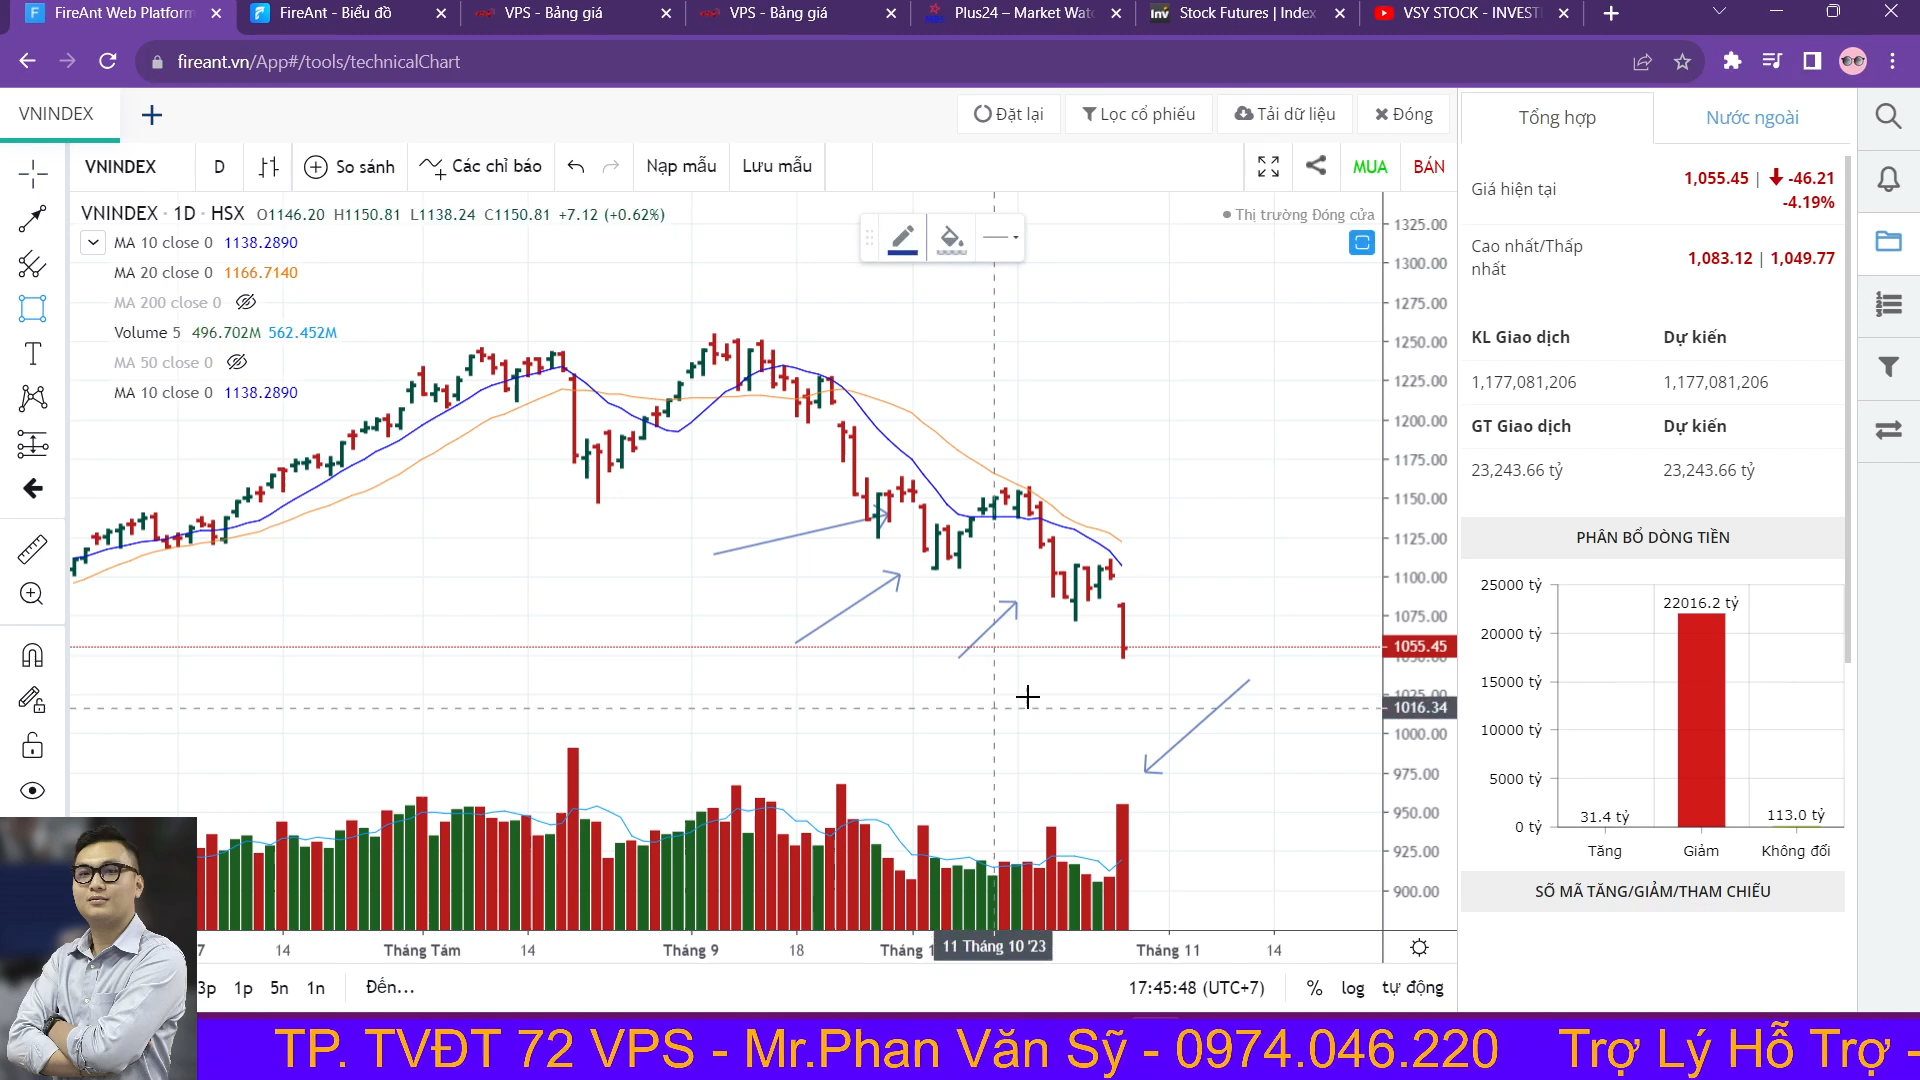 FireAnt Web Platform
FireAnt - Biểu đồ
VPS - Bảng giá
VPS - Bảng giá
Plus24 – Market Wat
Stock Futures | Index
VSY STOCK - INVEST
fireant.vn/App#/tools/technicalChart
VNINDEX
Đặt lại
Lọc cổ phiếu
Tải dữ liệu
Đóng
VNINDEX
D
So sánh
Các chỉ báo
Nạp mẫu
Lưu mẫu
MUA
BÁN
VNINDEX · 1D · HSX O1146.20 H1150.81 L1138.24 C1150.81 +7.12 (+0.62%)
Thị trường Đóng cửa
MA 10 close 0 1138.2890
MA 20 close 0 1166.7140
MA 200 close 0
Volume 5 496.702M 562.452M
MA 50 close 0
MA 10 close 0 1138.2890
1325.00
1300.00
1275.00
1250.00
1225.00
1200.00
1175.00
1150.00
1125.00
1100.00
1075.00
1055.45
1050.00
1025.00
1016.34
1000.00
975.00
950.00
925.00
900.00
7
14
Tháng Tám
14
Tháng 9
18
Tháng 1
11 Tháng 10 '23
Tháng 11
14
3p
1p
5n
1n
Đến...
17:45:48 (UTC+7)
%
log
tự động
Tổng hợp
Nước ngoài
Giá hiện tại
1,055.45 | -46.21
-4.19%
Cao nhất/Thấp
nhất
1,083.12 | 1,049.77
KL Giao dịch
Dự kiến
1,177,081,206
1,177,081,206
GT Giao dịch
Dự kiến
23,243.66 tỷ
23,243.66 tỷ
PHÂN BỔ DÒNG TIỀN
25000 tỷ
20000 tỷ
15000 tỷ
10000 tỷ
5000 tỷ
0 tỷ
22016.2 tỷ
31.4 tỷ
113.0 tỷ
Tăng
Giảm
Không đổi
SỐ MÃ TĂNG/GIẢM/THAM CHIẾU
TP. TVĐT 72 VPS - Mr.Phan Văn Sỹ - 0974.046.220
Trợ Lý Hỗ Trợ -